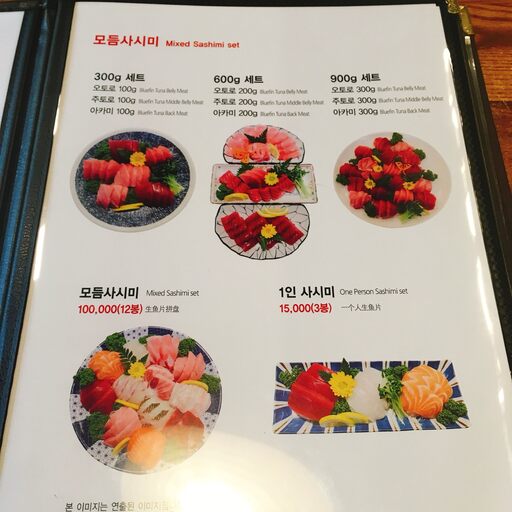 모듬사시미 Mixed Sashimi set
300g 세트
오토로 100g Bluefin Tuna Belly Meat
주토로 100g Bluefin Tuna Middle Belly Meat
아카미 100g Bluefin Tuna Back Meat
600g 세트
오토로 200g Bluefin Tuna Belly Meat
주토로 200g Bluefin Tuna Middle Belly Meat
아카미 200g Bluefin Tuna Back Meat
900g 세트
오토로 300g Bluefin Tuna Belly Meat
주토로 300g Bluefin Tuna Middle Belly Meat
아카미 300g Bluefin Tuna Back Meat
모듬사시미 Mixed Sashimi set
100,000(12봉) 生鱼片拼盘
1인 사시미 One Person Sashimi set
15,000(3봉) 一个人生鱼片
본 이미지는 연출된 이미지